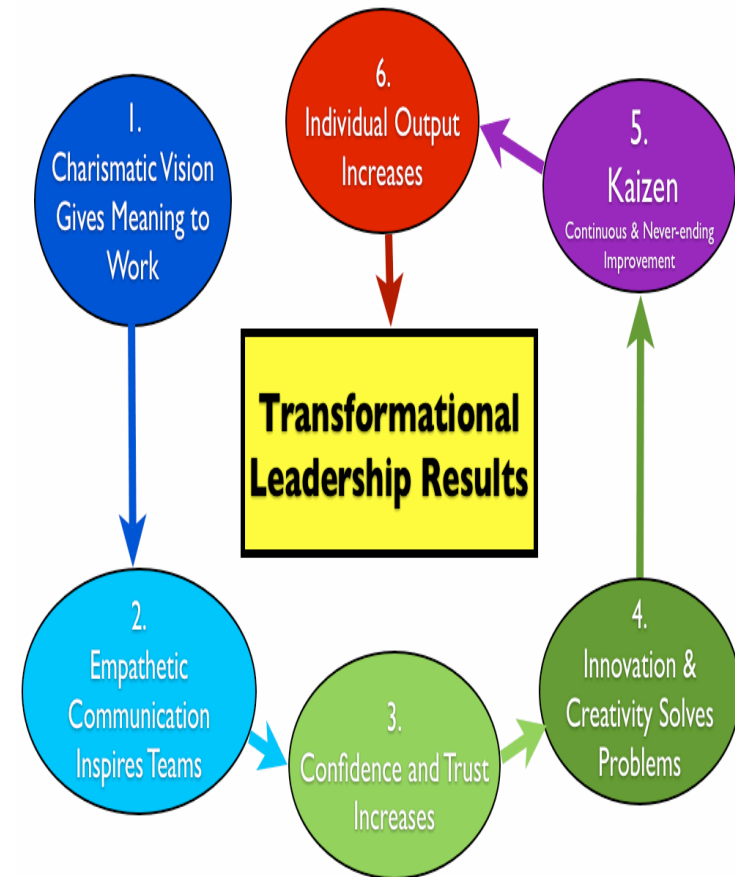 1.
Charismatic Vision
Gives Meaning to
Work
2.
Empathetic
Communication
Inspires Teams
3.
Confidence and Trust
Increases
4.
Innovation &
Creativity Solves
Problems
5.
Kaizen
Continuous & Never-ending
Improvement
6.
Individual Output
Increases
Transformational
Leadership Results